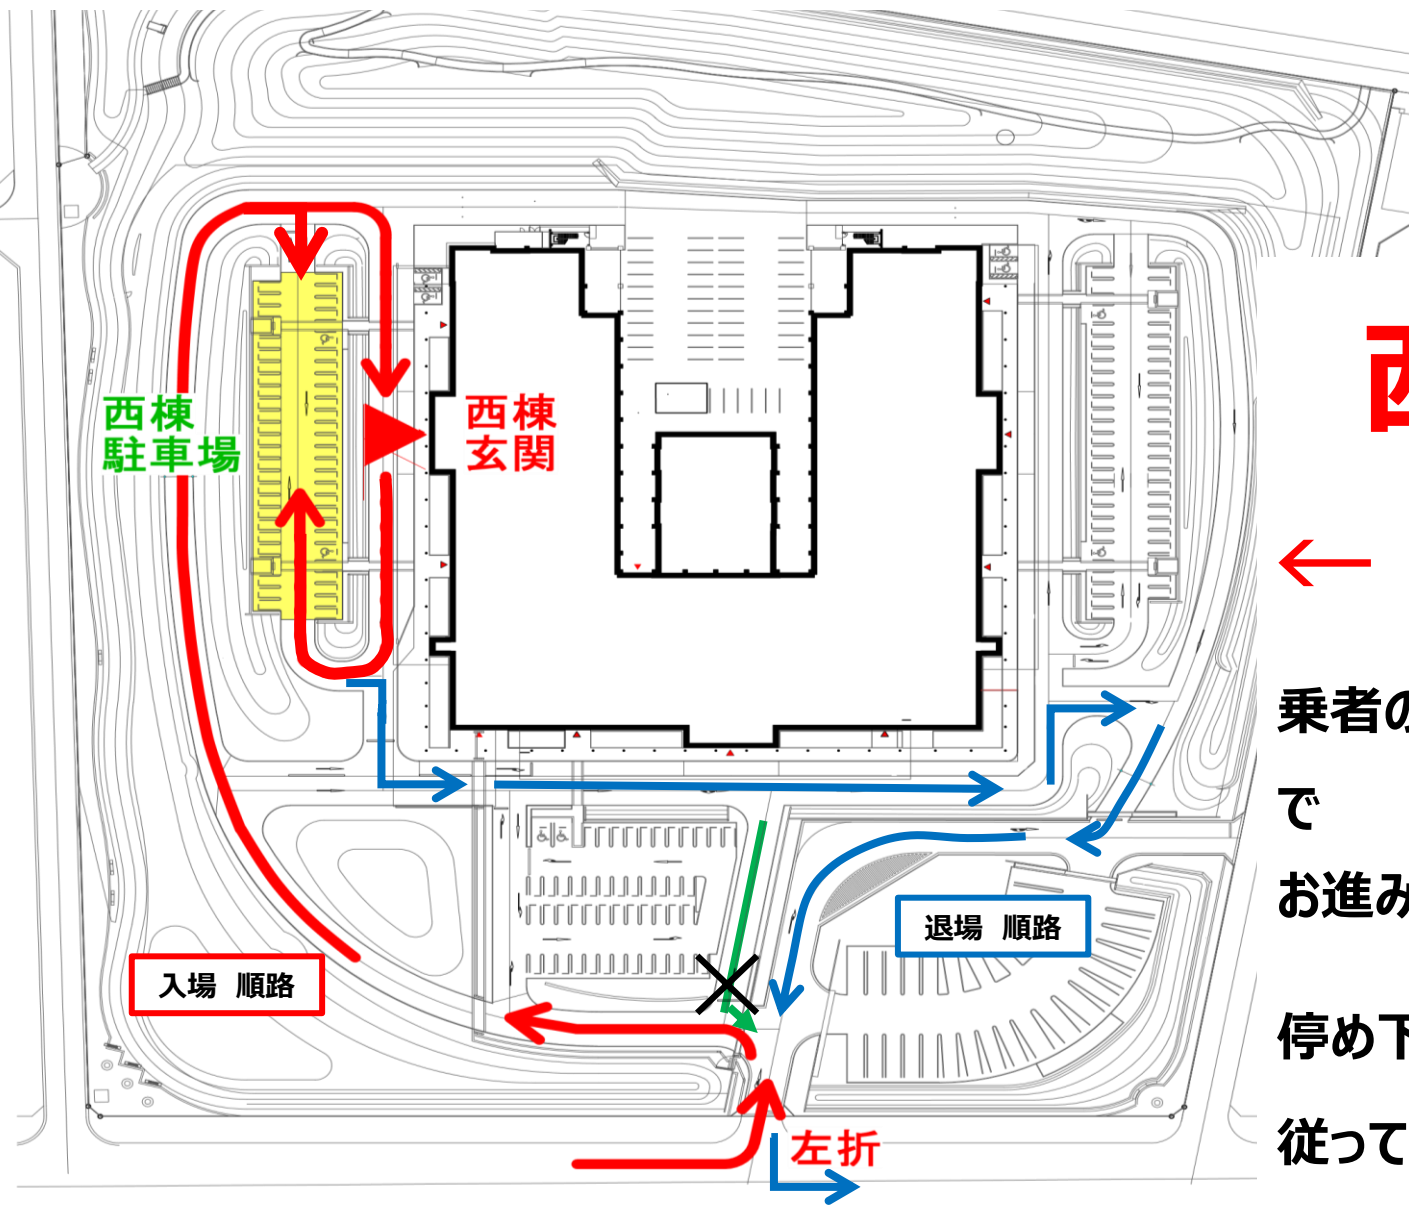 西棟
駐車場
西棟
玄関
入場 順路
退場 順路
左折
←
乗者の
で
お進み
停め下
従って